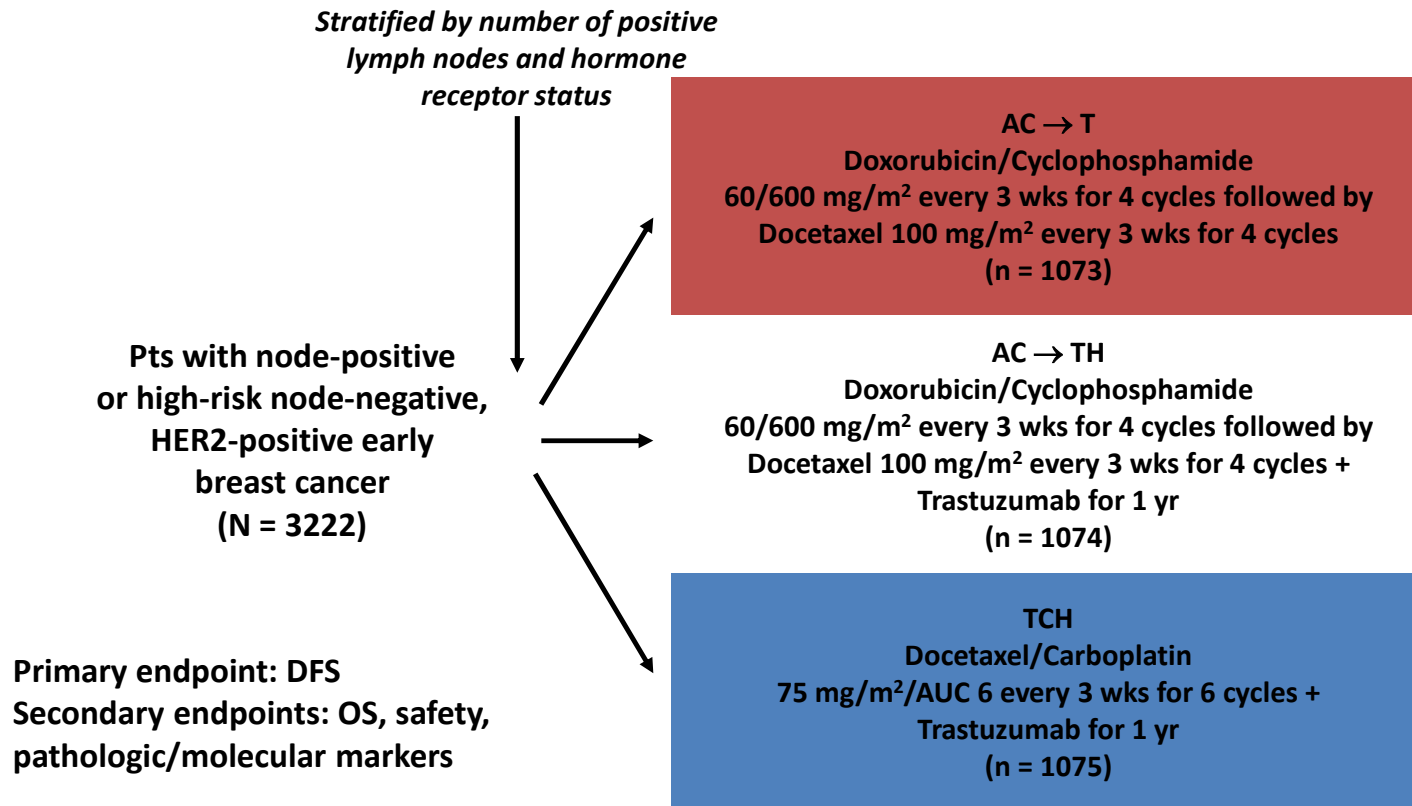 Stratified by number of positive
lymph nodes and hormone
receptor status
Pts with node-positive
or high-risk node-negative,
HER2-positive early
breast cancer
(N = 3222)
AC → T
Doxorubicin/Cyclophosphamide
60/600 mg/m² every 3 wks for 4 cycles followed by
Docetaxel 100 mg/m² every 3 wks for 4 cycles
(n = 1073)
AC → TH
Doxorubicin/Cyclophosphamide
60/600 mg/m² every 3 wks for 4 cycles followed by
Docetaxel 100 mg/m² every 3 wks for 4 cycles +
Trastuzumab for 1 yr
(n = 1074)
TCH
Docetaxel/Carboplatin
75 mg/m²/AUC 6 every 3 wks for 6 cycles +
Trastuzumab for 1 yr
(n = 1075)
Primary endpoint: DFS
Secondary endpoints: OS, safety,
pathologic/molecular markers